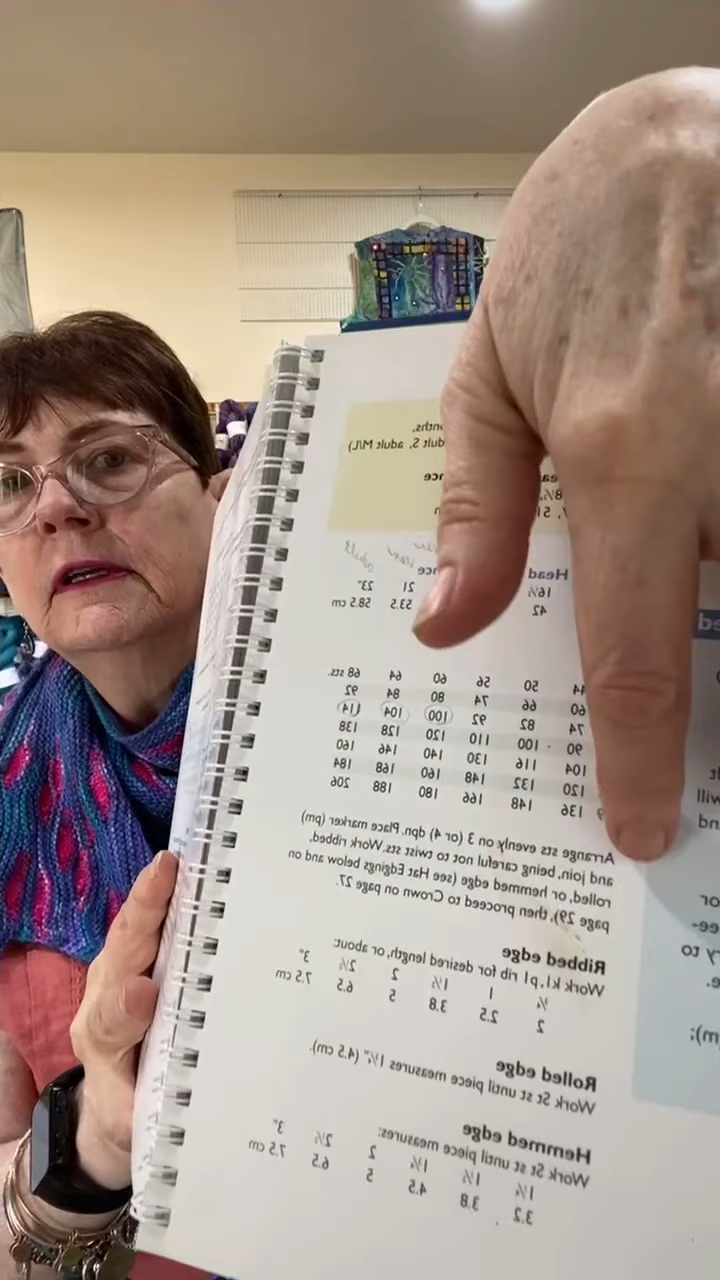 adult S, adult M/L)
Head
16½ 21 23"
42 53.5 58.5 cm
44 50 56 60 64 68 sts.
60 66 74 80 84 92
74 82 92 100 104 114
90 100 110 120 128 138
104 116 130 140 146 160
120 132 148 160 168 184
136 148 166 180 188 206
Arrange sts evenly on 3 (or 4) dpn. Place marker (pm)
and join, being careful not to twist sts. Work ribbed,
rolled, or hemmed edge (see Hat Edgings below and on
page 29), then proceed to Crown on page 27.
Ribbed edge
Work k1, p1 rib for desired length, or about:
¾ 1 1½ 2 2½ 3"
2 2.5 3.8 5 6.5 7.5 cm
Rolled edge
Work St st until piece measures 1¾" (4.5 cm).
Hemmed edge
Work St st until piece measures:
1¼ 1½ 1¾ 2 2½ 3"
3.2 3.8 4.5 5 6.5 7.5 cm